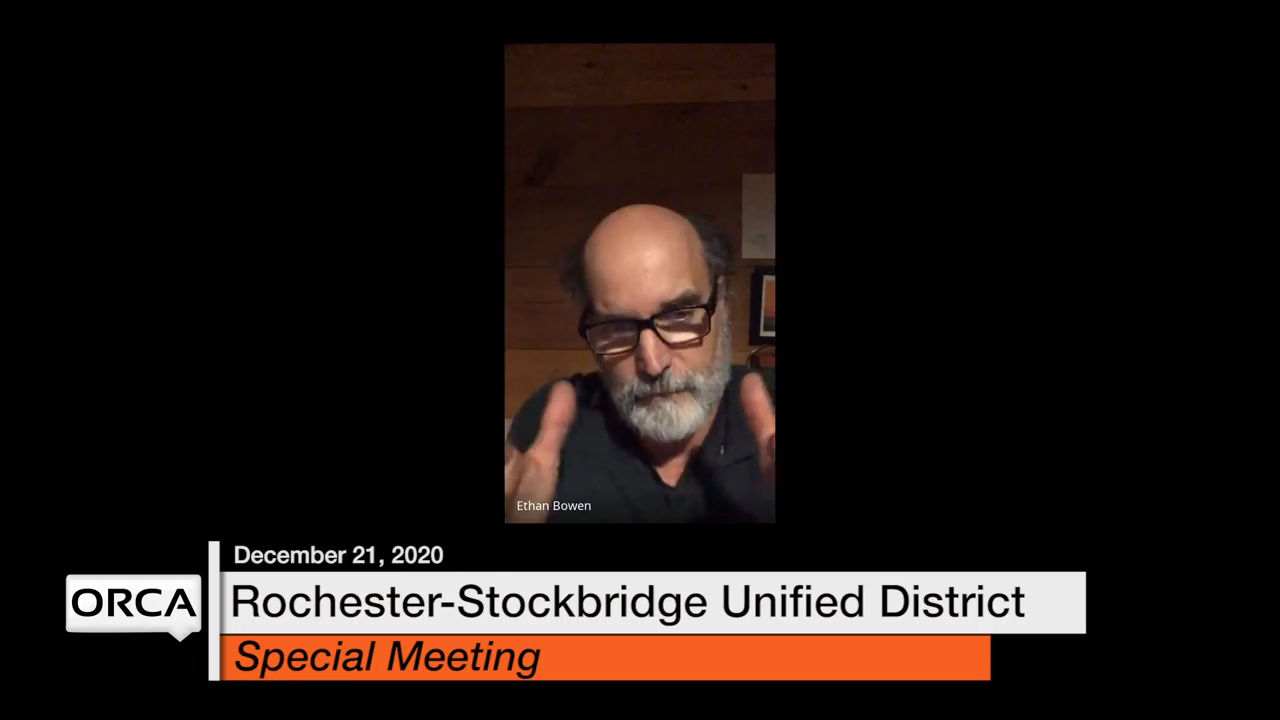 Ethan Bowen
December 21, 2020
ORCA
Rochester-Stockbridge Unified District
Special Meeting